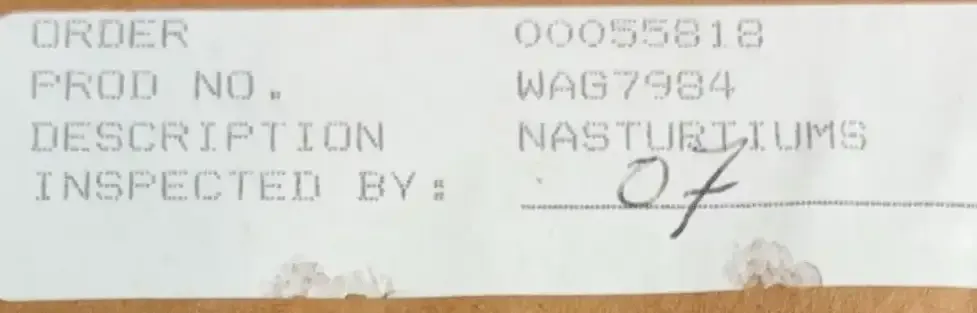 ORDER 00055818
PROD NO. WAG7984
DESCRIPTION NASTURTIUMS
INSPECTED BY: 07